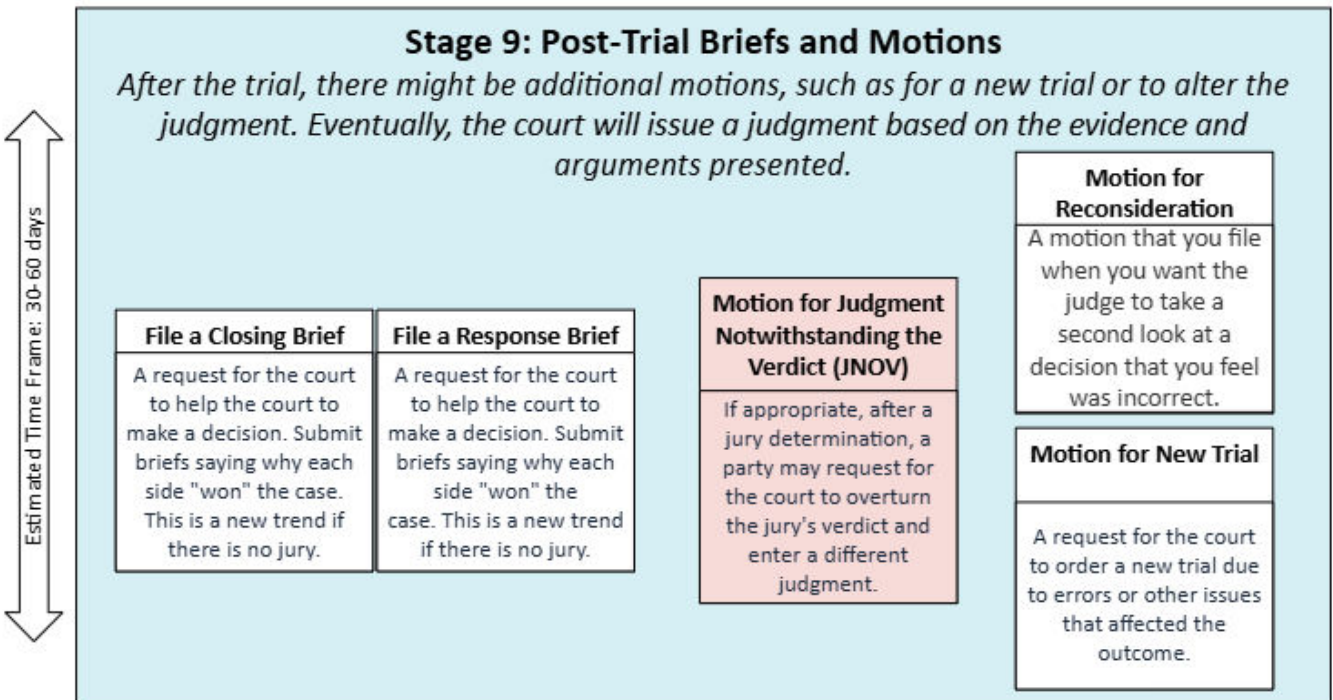 Stage 9: Post-Trial Briefs and Motions
After the trial, there might be additional motions, such as for a new trial or to alter the
judgment. Eventually, the court will issue a judgment based on the evidence and
arguments presented.
Estimated Time Frame: 30-60 days
File a Closing Brief
A request for the court
to help the court to
make a decision. Submit
briefs saying why each
side "won" the case.
This is a new trend if
there is no jury.
File a Response Brief
A request for the court
to help the court to
make a decision. Submit
briefs saying why each
side "won" the
case. This is a new trend
if there is no jury.
Motion for Judgment
Notwithstanding the
Verdict (JNOV)
If appropriate, after a
jury determination, a
party may request for
the court to overturn
the jury's verdict and
enter a different
judgment.
Motion for
Reconsideration
A motion that you file
when you want the
judge to take a
second look at a
decision that you feel
was incorrect.
Motion for New Trial
A request for the court
to order a new trial due
to errors or other issues
that affected the
outcome.